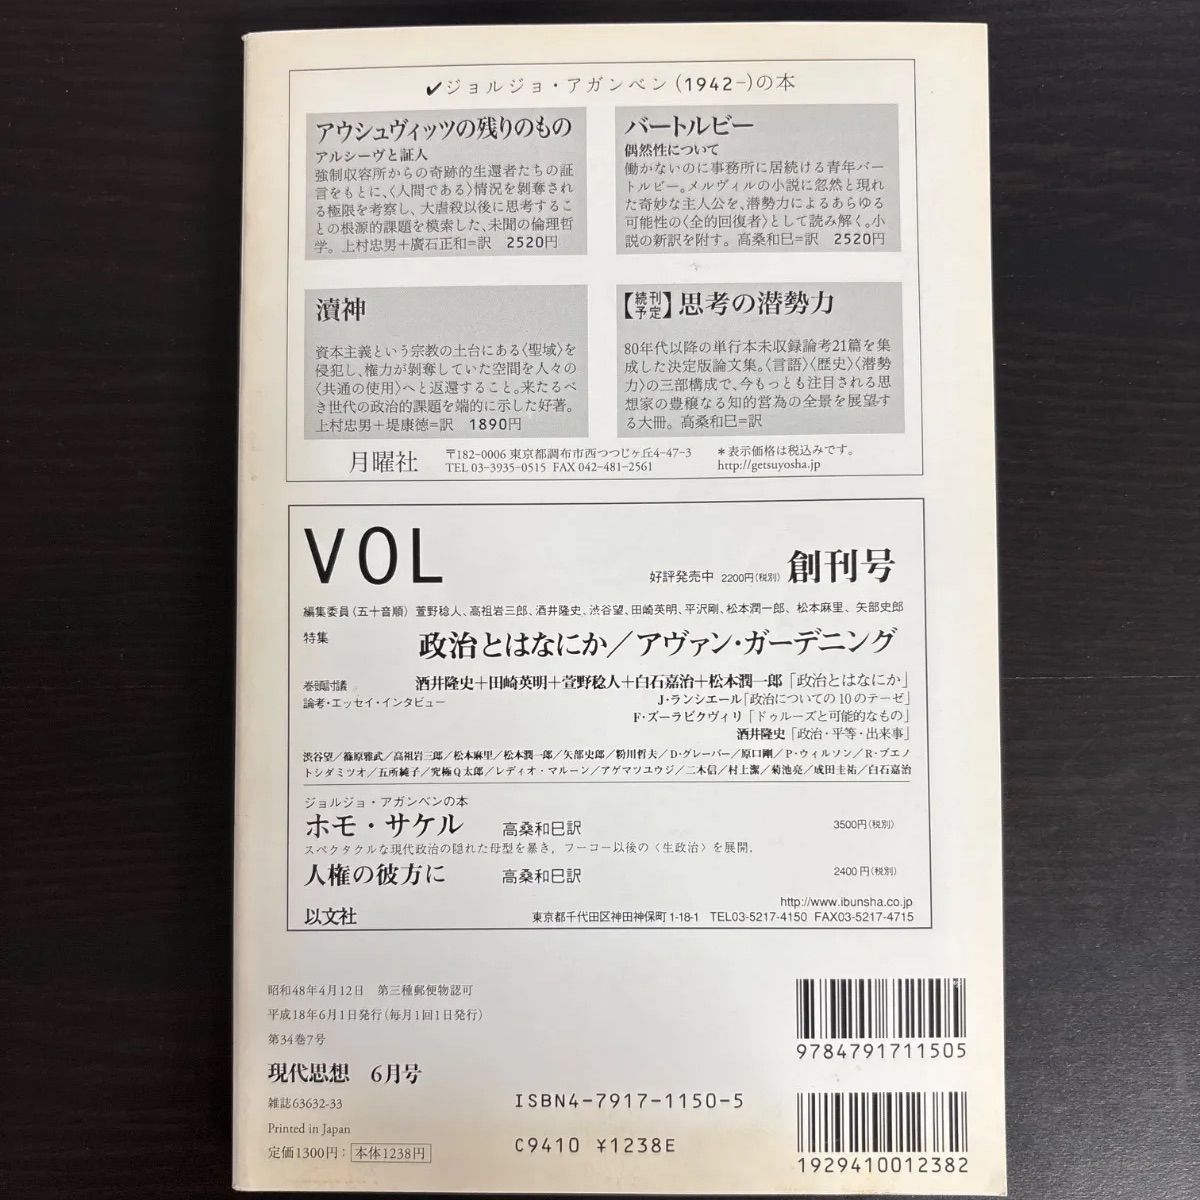 ✔ジョルジョ・アガンベン(1942–)の本
アウシュヴィッツの残りのもの
アルシーヴと証人
強制収容所からの奇跡的生還者たちの証
言をもとに、〈人間である〉情況を剝奪され
る極限を考察し、大虐殺以後に思考するこ
との根源的課題を模索した、未聞の倫理哲
学。上村忠男+廣石正和=訳 2520円
バートルビー
偶然性について
働かないのに事務所に居続ける青年バー
トルビー。メルヴィルの小説に忽然と現れ
た奇妙な主人公を、潜勢力によるあらゆる
可能性の〈全的回復者〉として読み解く。小
説の新訳を附す。高桑和巳=訳 2520円
瀆神
資本主義という宗教の土台にある〈聖域〉を
侵犯し、権力が剝奪していた空間を人々の
〈共通の使用〉へと返還すること。来たるべ
き世代の政治的課題を端的に示した好著。
上村忠男+堤康徳=訳 1890円
【続刊予定】思考の潜勢力
80年代以降の単行本未収録論考21篇を集
成した決定版論文集。〈言語〉〈歴史〉〈潜勢
力〉の三部構成で、今もっとも注目される思
想家の豊穣なる知的営為の全景を展望す
る大冊。高桑和巳=訳
月曜社
〒182-0006 東京都調布市西つつじヶ丘4-47-3
TEL 03-3935-0515 FAX 042-481-2561
*表示価格は税込みです。
http://getsuyosha.jp
VOL
好評発売中 2200円(税別) 創刊号
編集委員(五十音順) 萱野稔人、高祖岩三郎、酒井隆史、渋谷望、田崎英明、平沢剛、松本潤一郎、松本麻里、矢部史郎
特集 政治とはなにか/アヴァン・ガーデニング
巻頭討議 酒井隆史+田崎英明+萱野稔人+白石嘉治+松本潤一郎「政治とはなにか」
論考・エッセイ・インタビュー J・ランシエール「政治についての10のテーゼ」
F・ズーラビクヴィリ「ドゥルーズと可能的なもの」
酒井隆史「政治・平等・出来事」
渋谷望/篠原雅武/高祖岩三郎/松本麻里/松本潤一郎/矢部史郎/粉川哲夫/D・グレーバー/原口剛/P・ウィルソン/R・ブエノ
トシダミツオ/五所純子/究極Q太郎/レディオ・マルーン/アゲマツユウジ/二木信/村上潔/菊池亮/成田圭祐/白石嘉治
ジョルジョ・アガンベンの本
ホモ・サケル 高桑和巳訳 3500円(税別)
スペクタクルな現代政治の隠れた母型を暴き、フーコー以後の〈生政治〉を展開.
人権の彼方に 高桑和巳訳 2400円(税別)
http://www.ibunsha.co.jp
以文社 東京都千代田区神田神保町1-18-1 TEL03-5217-4150 FAX03-5217-4715
昭和48年4月12日 第三種郵便物認可
平成18年6月1日発行(毎月1回1日発行)
第34巻7号
現代思想 6月号
雑誌63632-33
Printed in Japan
定価1300円:本体1238円
ISBN4-7917-1150-5
C9410 ¥1238E
9784791711505
1929410012382